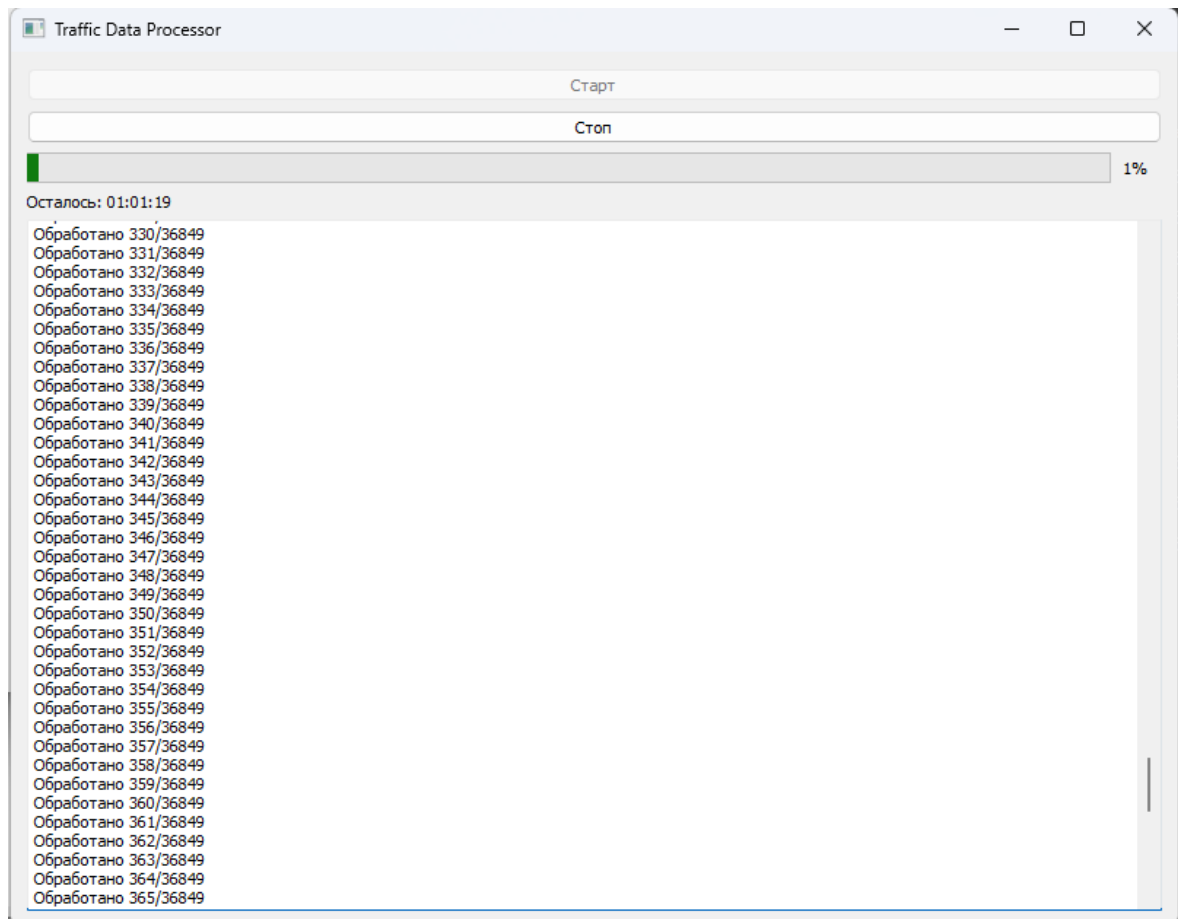 Traffic Data Processor
Старт
Стоп
1%
Осталось: 01:01:19
Обработано 330/36849
Обработано 331/36849
Обработано 332/36849
Обработано 333/36849
Обработано 334/36849
Обработано 335/36849
Обработано 336/36849
Обработано 337/36849
Обработано 338/36849
Обработано 339/36849
Обработано 340/36849
Обработано 341/36849
Обработано 342/36849
Обработано 343/36849
Обработано 344/36849
Обработано 345/36849
Обработано 346/36849
Обработано 347/36849
Обработано 348/36849
Обработано 349/36849
Обработано 350/36849
Обработано 351/36849
Обработано 352/36849
Обработано 353/36849
Обработано 354/36849
Обработано 355/36849
Обработано 356/36849
Обработано 357/36849
Обработано 358/36849
Обработано 359/36849
Обработано 360/36849
Обработано 361/36849
Обработано 362/36849
Обработано 363/36849
Обработано 364/36849
Обработано 365/36849